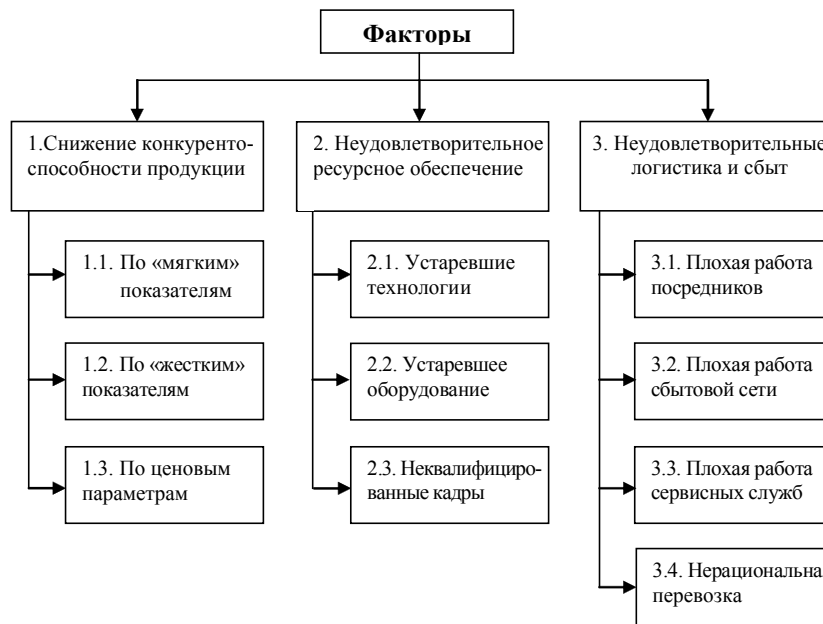 Факторы
1.Снижение конкуренто-
способности продукции
2. Неудовлетворительное
ресурсное обеспечение
3. Неудовлетворительные
логистика и сбыт
1.1. По «мягким»
показателям
1.2. По «жестким»
показателям
1.3. По ценовым
параметрам
2.1. Устаревшие
технологии
2.2. Устаревшее
оборудование
2.3. Неквалифициро-
ванные кадры
3.1. Плохая работа
посредников
3.2. Плохая работа
сбытовой сети
3.3. Плохая работа
сервисных служб
3.4. Нерациональна
перевозка